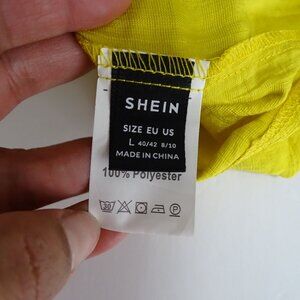 SHEIN
SIZE EU US
L 40/42 8/10
MADE IN CHINA
100% Polyester